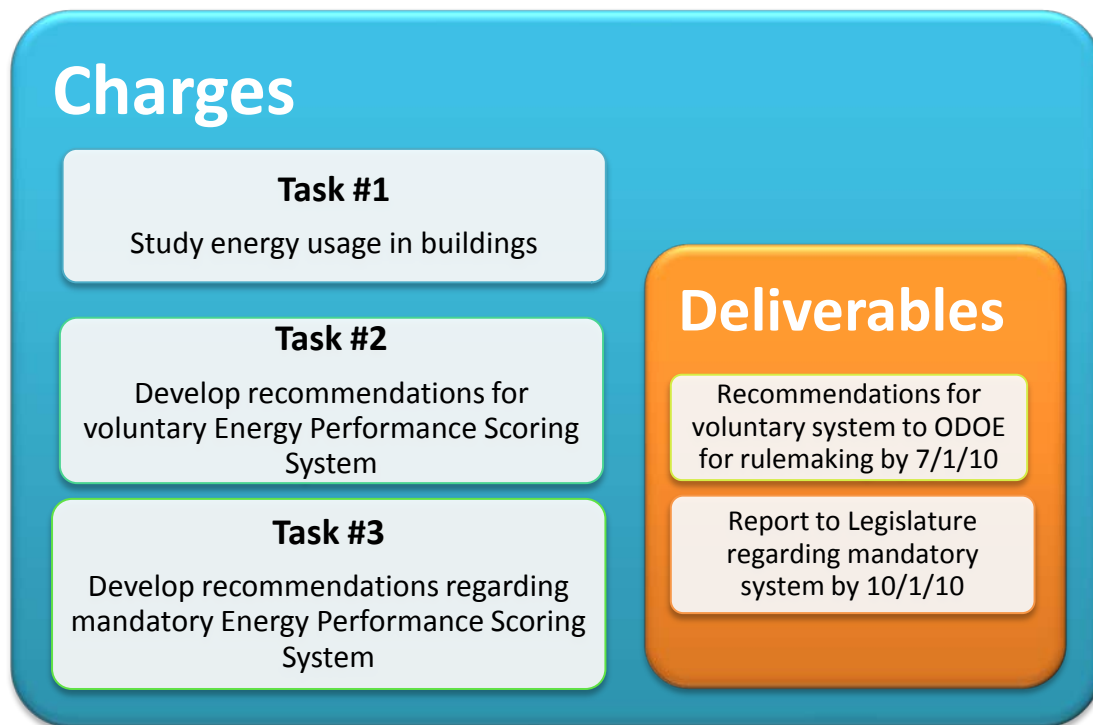 Charges
Task #1
Study energy usage in buildings
Task #2
Develop recommendations for
voluntary Energy Performance Scoring
System
Task #3
Develop recommendations regarding
mandatory Energy Performance Scoring
System
Deliverables
Recommendations for
voluntary system to ODOE
for rulemaking by 7/1/10
Report to Legislature
regarding mandatory
system by 10/1/10